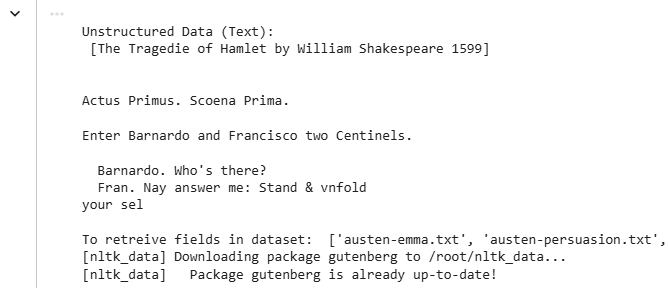 Unstructured Data (Text):
[The Tragedie of Hamlet by William Shakespeare 1599]
Actus Primus. Scoena Prima.
Enter Barnardo and Francisco two Centinels.
Barnardo. Who's there?
Fran. Nay answer me: Stand & vnfold
your sel
To retreive fields in dataset:  ['austen-emma.txt', 'austen-persuasion.txt',
[nltk_data] Downloading package gutenberg to /root/nltk_data...
[nltk_data]   Package gutenberg is already up-to-date!